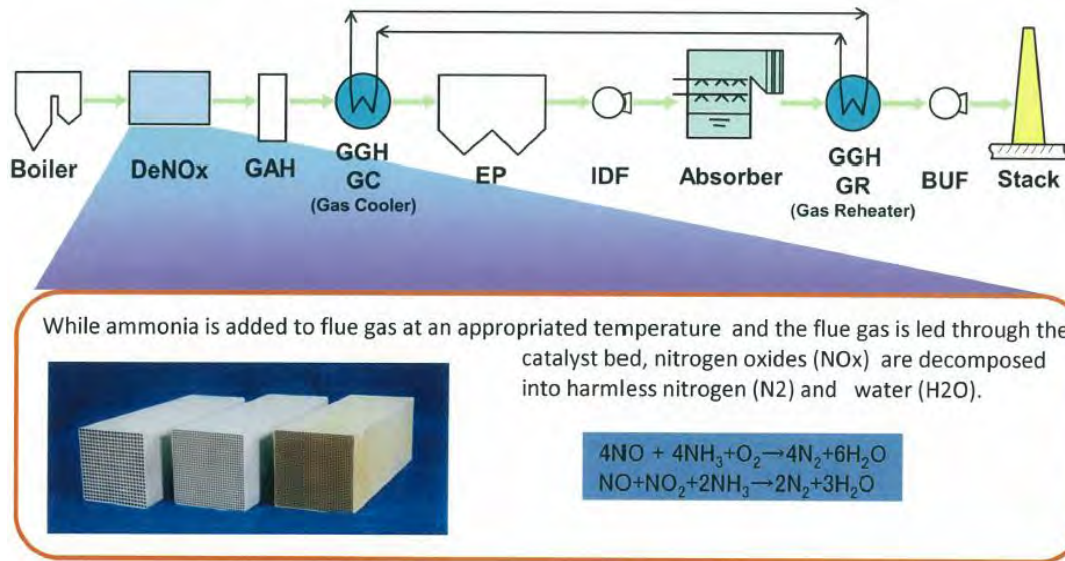 Boiler
DeNOx
GAH
GGH
GC
(Gas Cooler)
EP
IDF
Absorber
GGH
GR
(Gas Reheater)
BUF
Stack
While ammonia is added to flue gas at an appropriated temperature and the flue gas is led through the
catalyst bed, nitrogen oxides (NOx) are decomposed
into harmless nitrogen (N2) and water (H2O).
4NO + 4NH₃+O₂→4N₂+6H₂O
NO+NO₂+2NH₃→2N₂+3H₂O